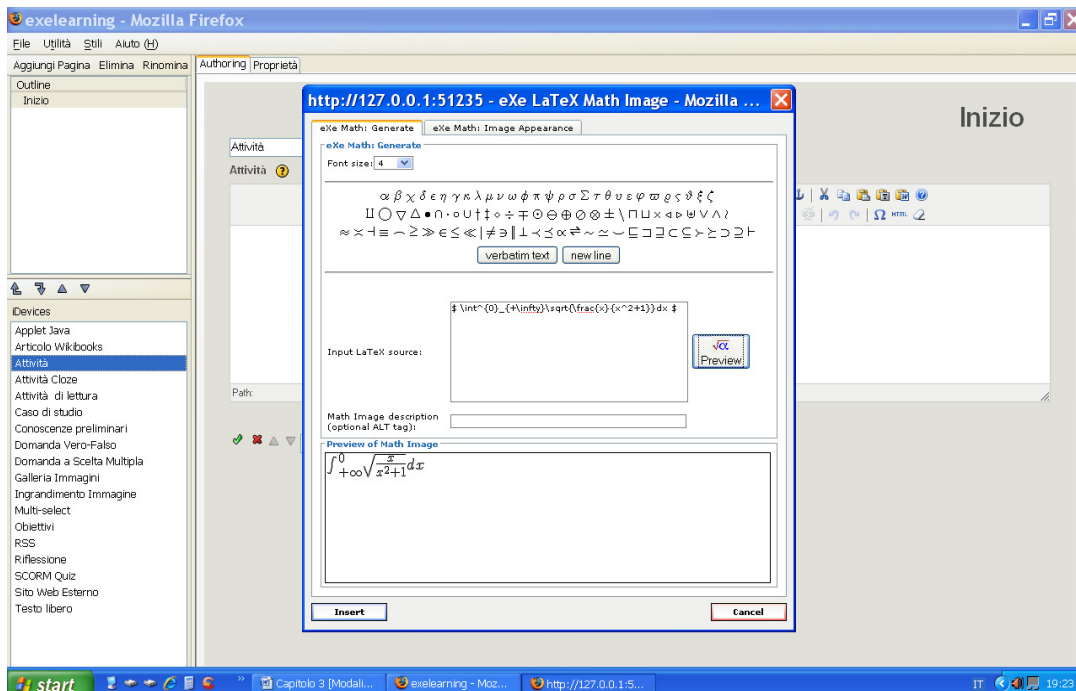 exelearning - Mozilla Firefox
File Utilità Stili Aiuto (H)
Aggiungi Pagina Elimina Rinomina
Authoring Proprietà
Outline
Inizio
iDevices
Applet Java
Articolo Wikibooks
Attività
Attività Cloze
Attività di lettura
Caso di studio
Conoscenze preliminari
Domanda Vero-Falso
Domanda a Scelta Multipla
Galleria Immagini
Ingrandimento Immagine
Multi-select
Obiettivi
RSS
Riflessione
SCORM Quiz
Sito Web Esterno
Testo libero
Inizio
Attività
Attività ?
HTML
Path:
http://127.0.0.1:51235 - eXe LaTeX Math Image - Mozilla ...
eXe Math: Generate eXe Math: Image Appearance
eXe Math: Generate
Font size: 4
α β χ δ ϵ η γ κ λ μ ν ω ϕ π ψ ρ σ Σ τ θ υ ε φ ϖ ϱ ς ϑ ξ ζ
verbatim text new line
Input LaTeX source:
$ \int^{0}_{+\infty}\sqrt{\frac{x}{x^2+1}}dx $
√α
Preview
Math Image description
(optional ALT tag):
Preview of Math Image
∫₊∞⁰ √(x/(x²+1)) dx
Insert Cancel
start
Capitolo 3 [Modali...
exelearning - Moz...
http://127.0.0.1:5...
IT
19:23